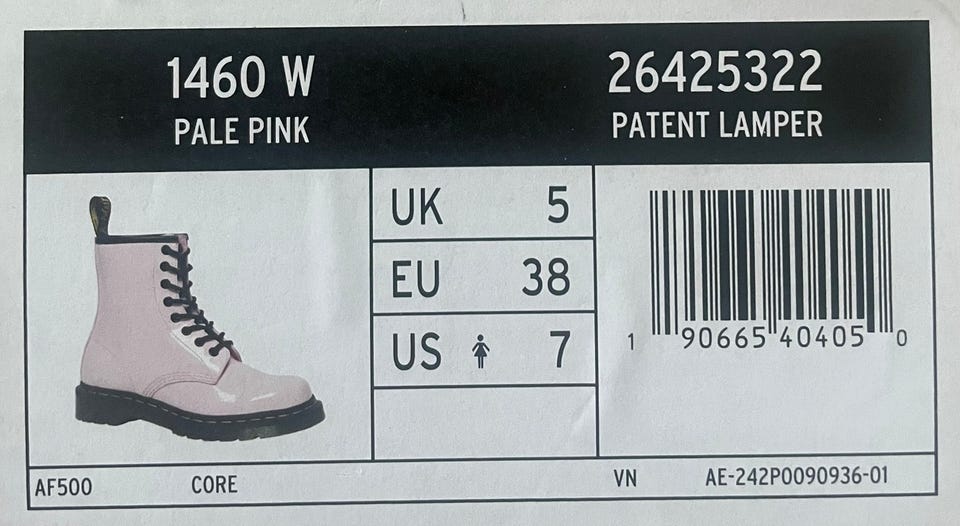 1460 W
PALE PINK
26425322
PATENT LAMPER
UK 5
EU 38
US 7
1 90665 40405 0
AF500 CORE VN AE-242P0090936-01